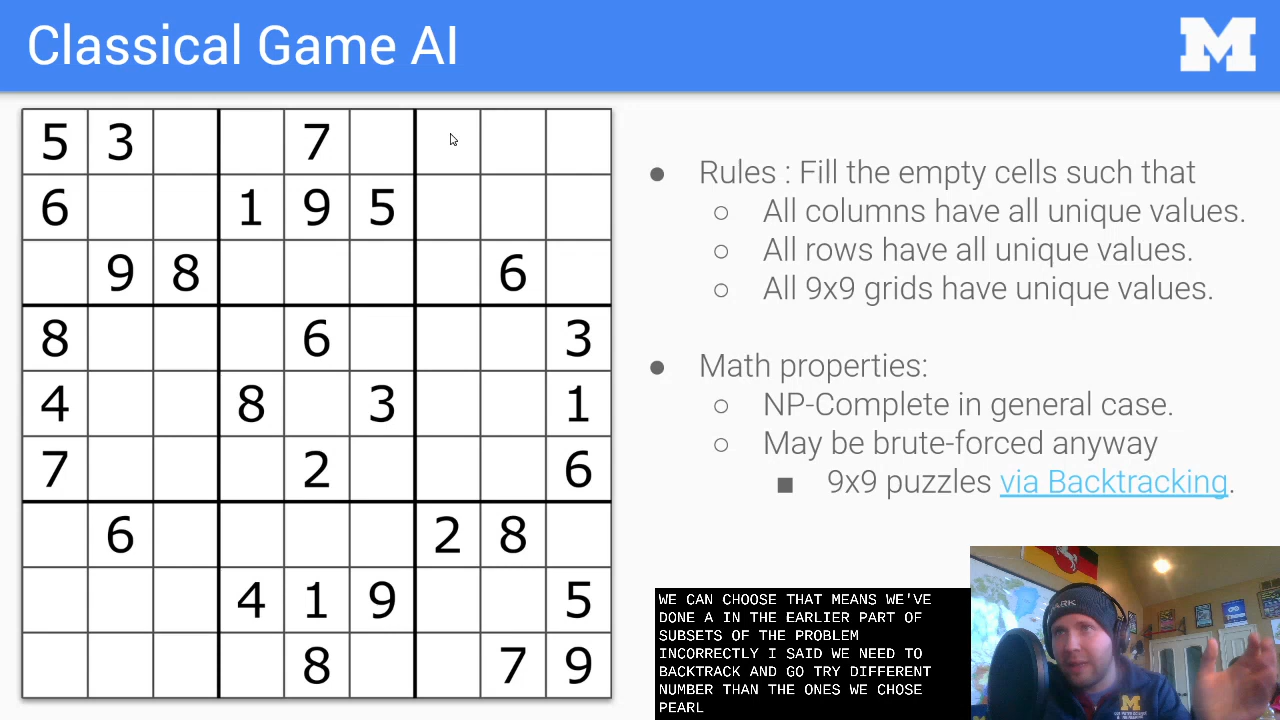 Classical Game AI
M
5 3 7
6 1 9 5
9 8 6
8 6 3
4 8 3 1
7 2 6
6 2 8
4 1 9 5
8 7 9
● Rules : Fill the empty cells such that
○ All columns have all unique values.
○ All rows have all unique values.
○ All 9x9 grids have unique values.
● Math properties:
○ NP-Complete in general case.
○ May be brute-forced anyway
■ 9x9 puzzles via Backtracking.
WE CAN CHOOSE THAT MEANS WE'VE
DONE A IN THE EARLIER PART OF
SUBSETS OF THE PROBLEM
INCORRECTLY I SAID WE NEED TO
BACKTRACK AND GO TRY DIFFERENT
NUMBER THAN THE ONES WE CHOSE
PEARL
M